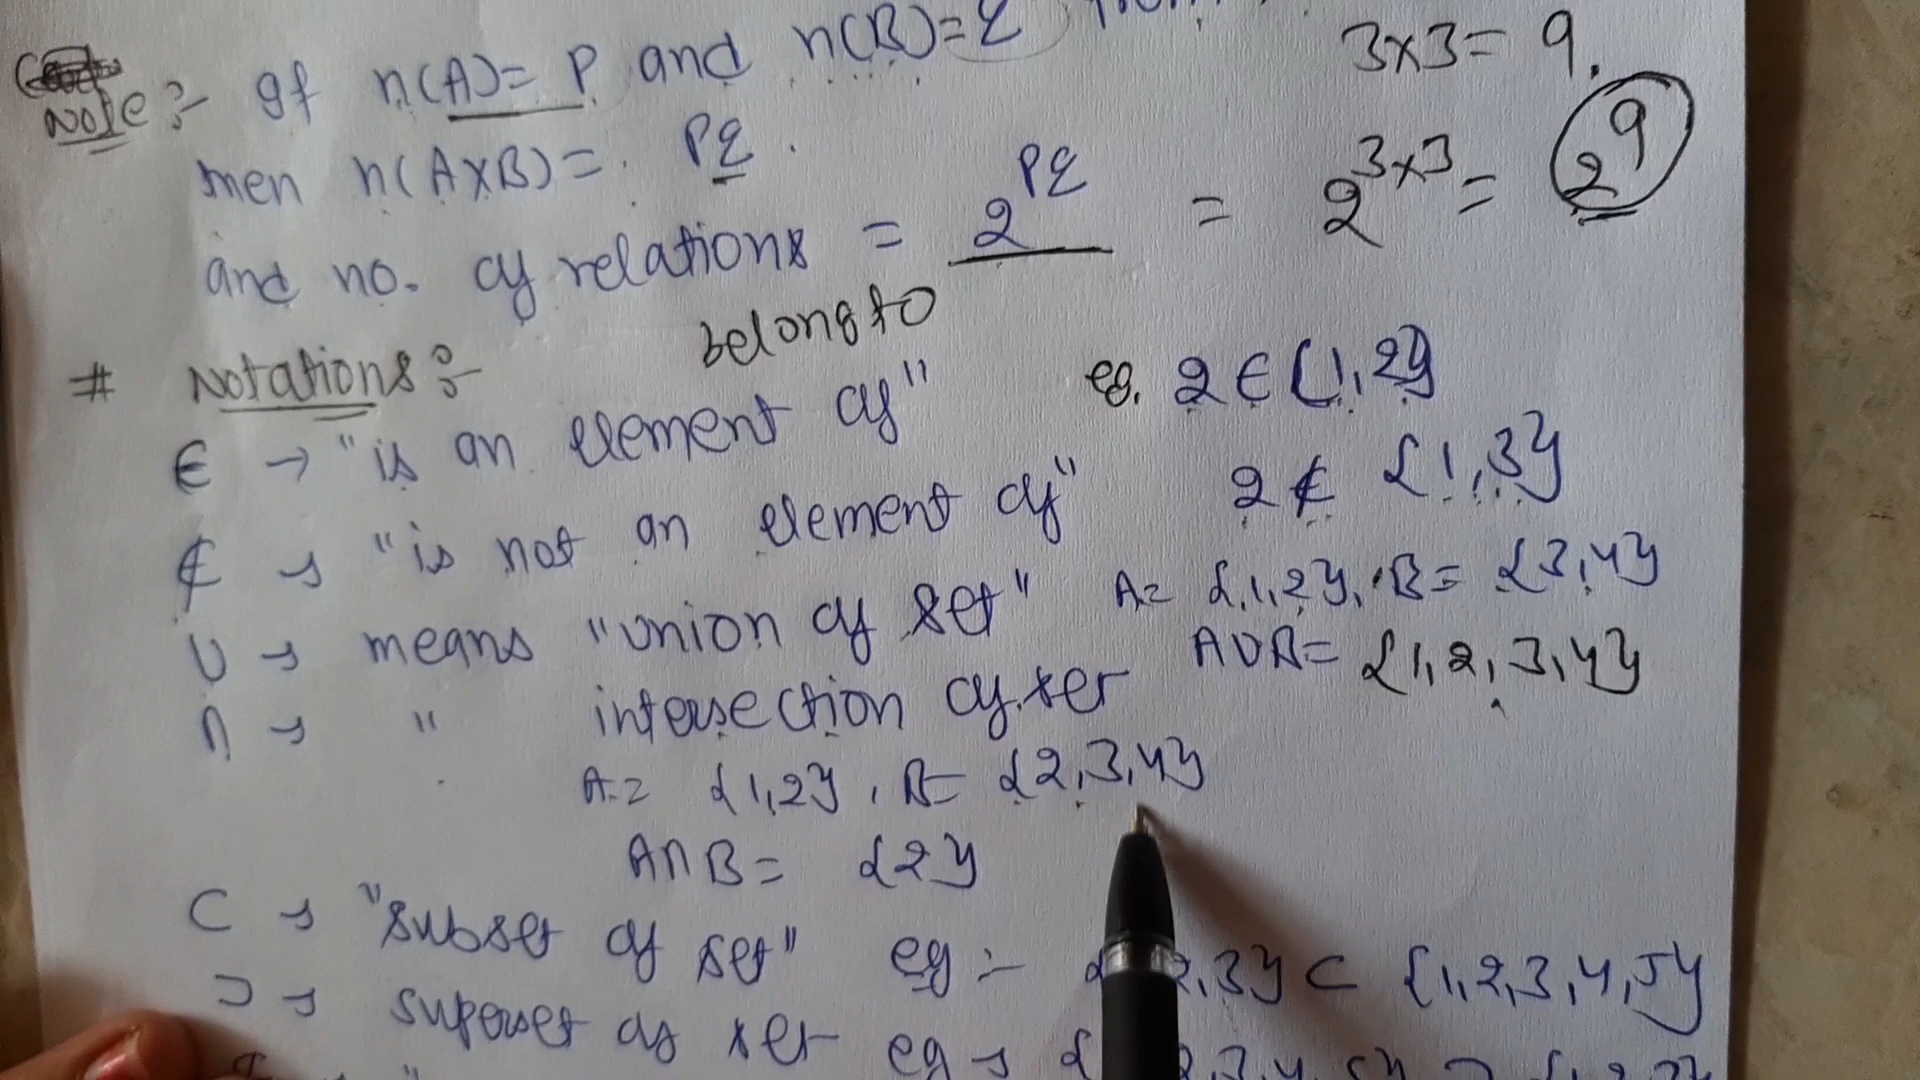 3x3= 9.
Note :- If n(A)= P and n(B)=q
then n(A×B)= Pq.
and no. of relations = 2^Pq = 2^3×3 = 2^9
belongs to
# Notations :-
∈ → "is an element of" eg. 2 ∈ {1,2}
∉ → "is not an element of" 2 ∉ {1,3}
U → means "union of set" A= {1,2}, B= {3,4}
AUB= {1,2,3,4}
∩ → " intersection of set
A= {1,2}, B= {2,3,4}
A∩B= {2}
⊂ → "subset of set" eg :- { 2,3} ⊂ {1,2,3,4,5}
⊃ → superset of set eg → {